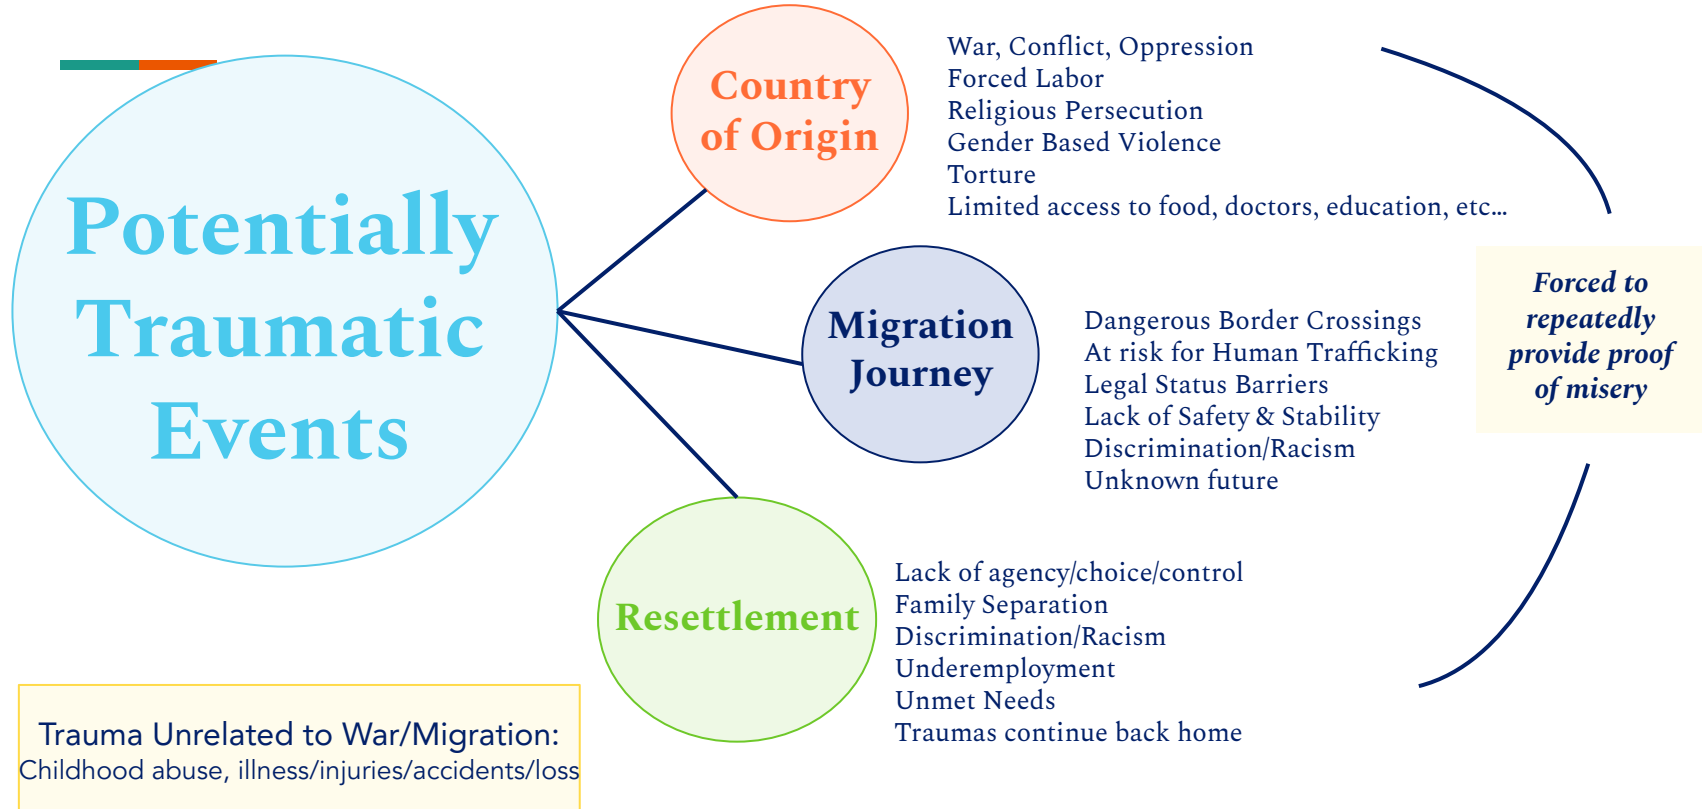 Potentially
Traumatic
Events
Country
of Origin
War, Conflict, Oppression
Forced Labor
Religious Persecution
Gender Based Violence
Torture
Limited access to food, doctors, education, etc...
Migration
Journey
Dangerous Border Crossings
At risk for Human Trafficking
Legal Status Barriers
Lack of Safety & Stability
Discrimination/Racism
Unknown future
Forced to
repeatedly
provide proof
of misery
Resettlement
Lack of agency/choice/control
Family Separation
Discrimination/Racism
Underemployment
Unmet Needs
Traumas continue back home
Trauma Unrelated to War/Migration:
Childhood abuse, illness/injuries/accidents/loss